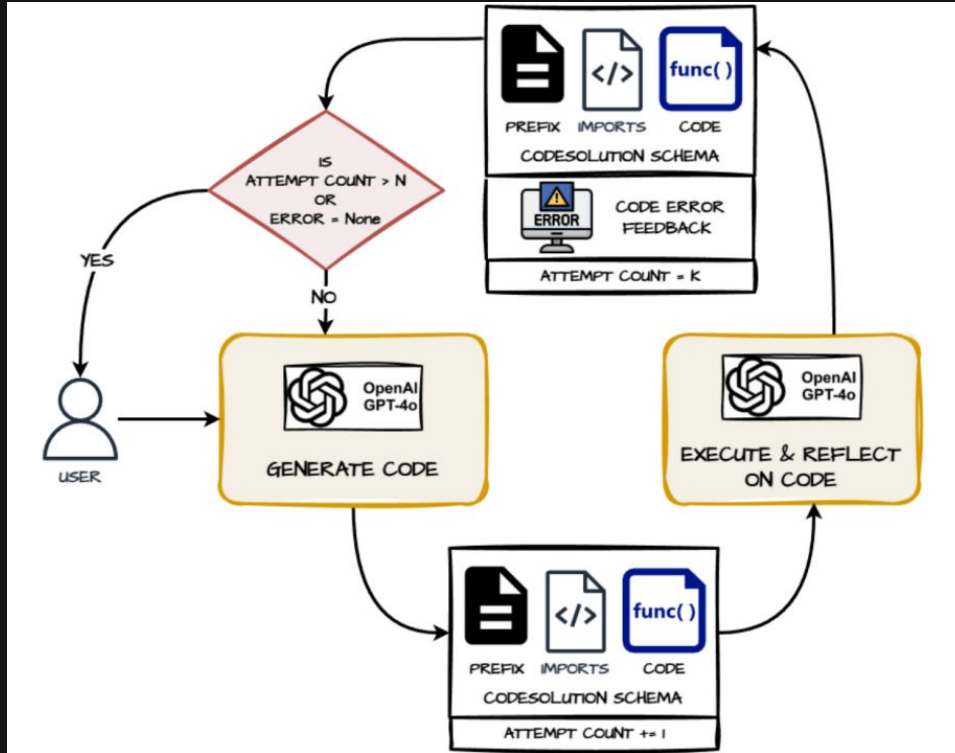 PREFIX
IMPORTS
func( )
CODE
CODESOLUTION SCHEMA
ERROR
CODE ERROR
FEEDBACK
ATTEMPT COUNT = K
IS
ATTEMPT COUNT > N
OR
ERROR = None
YES
NO
USER
OpenAI
GPT-4o
GENERATE CODE
OpenAI
GPT-4o
EXECUTE & REFLECT
ON CODE
func( )
PREFIX
IMPORTS
CODE
CODESOLUTION SCHEMA
ATTEMPT COUNT += 1